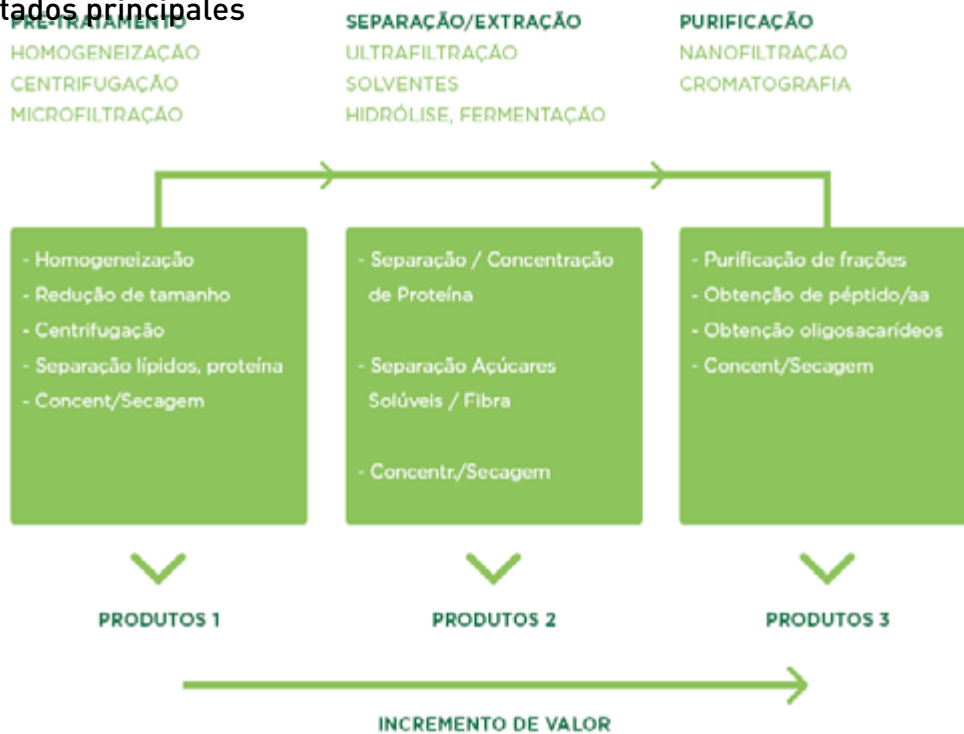 tados principales
PRÉ-TRATAMENTO
HOMOGENEIZAÇÃO
CENTRIFUGAÇÃO
MICROFILTRAÇÃO
SEPARAÇÃO/EXTRAÇÃO
ULTRAFILTRAÇÃO
SOLVENTES
HIDRÓLISE, FERMENTAÇÃO
PURIFICAÇÃO
NANOFILTRAÇÃO
CROMATOGRAFIA
- Homogeneização
- Redução de tamanho
- Centrifugação
- Separação lípidos, proteína
- Concent/Secagem
- Separação / Concentração
de Proteína
- Separação Açúcares
Solúveis / Fibra
- Concentr./Secagem
- Purificação de frações
- Obtenção de péptido/aa
- Obtenção oligosacarídeos
- Concent/Secagem
PRODUTOS 1
PRODUTOS 2
PRODUTOS 3
INCREMENTO DE VALOR